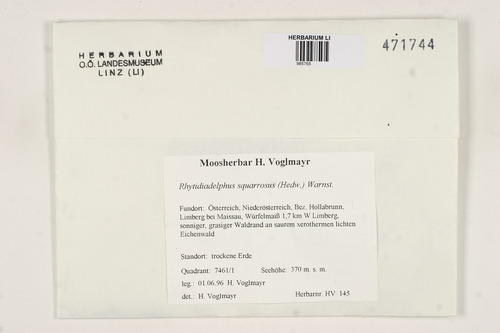 HERBARIUM
O.Ö. LANDESMUSEUM
LINZ (LI)
HERBARIUM LI
471744
Moosherbar H. Voglmayr
Rhytidiadelphus squarrosus (Hedw.) Warnst.
Fundort: Österreich, Niederösterreich, Bez. Hollabrunn,
Limberg bei Maissau, Würfelmaiß 1,7 km W Limberg,
sonniger, grasiger Waldrand an saurem xerothermen lichten
Eichenwald
Standort: trockene Erde
Quadrant: 7461/1 Seehöhe: 370 m. s. m.
leg.: 01.06.96 H. Voglmayr
det.: H. Voglmayr Herbarnr. HV 145